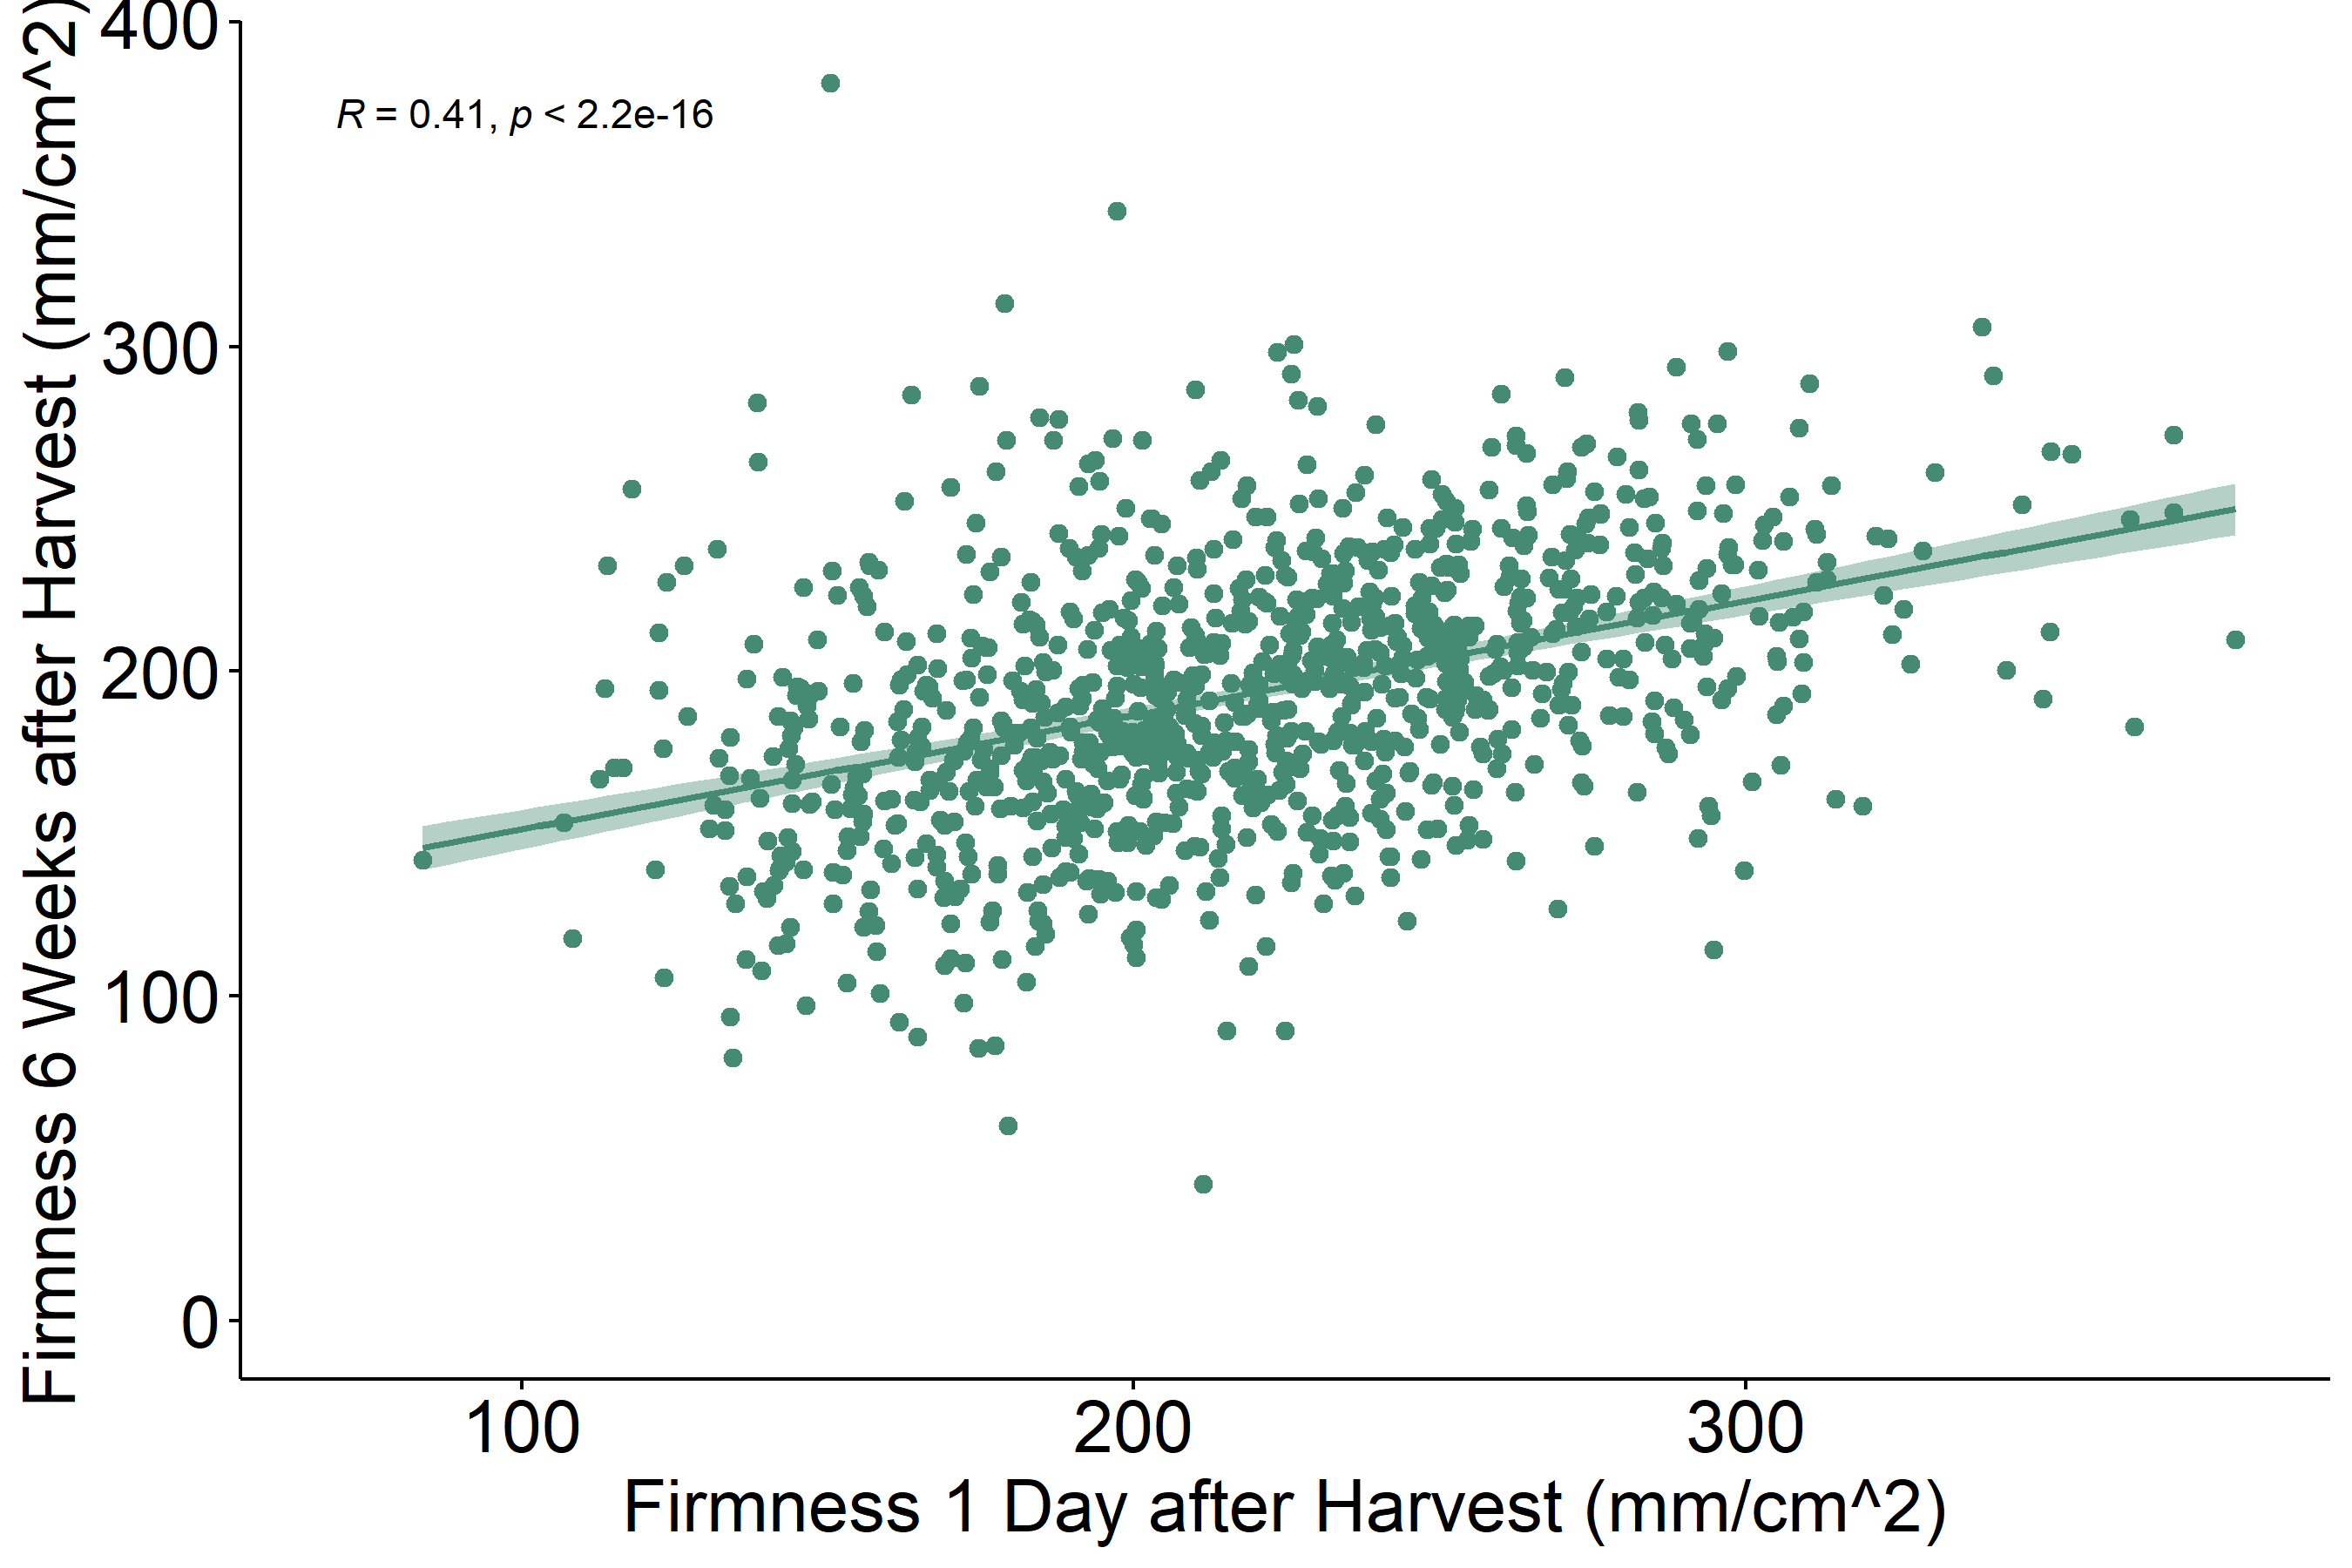 Firmness 6 Weeks after Harvest (mm/cm^2)
400
300
200
100
0
R = 0.41, p < 2.2e-16
100 200 300
Firmness 1 Day after Harvest (mm/cm^2)